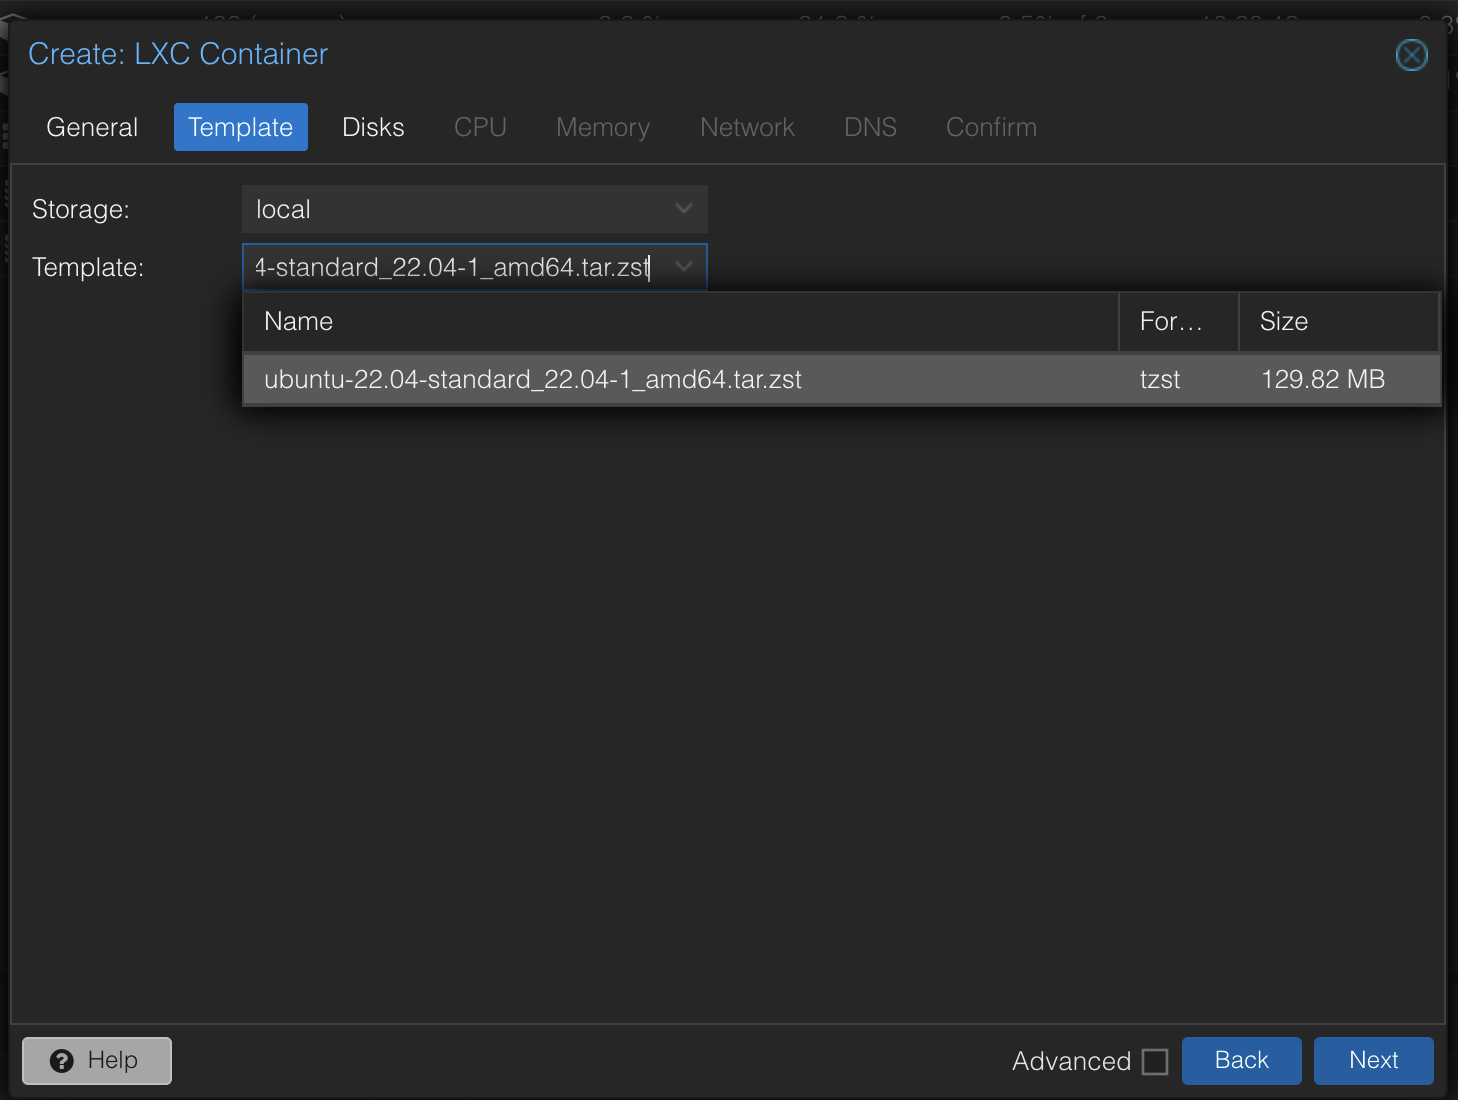 Create: LXC Container
General Template Disks CPU Memory Network DNS Confirm
Storage: local
Template: 4-standard_22.04-1_amd64.tar.zst
Name For... Size
ubuntu-22.04-standard_22.04-1_amd64.tar.zst tzst 129.82 MB
Help Advanced Back Next